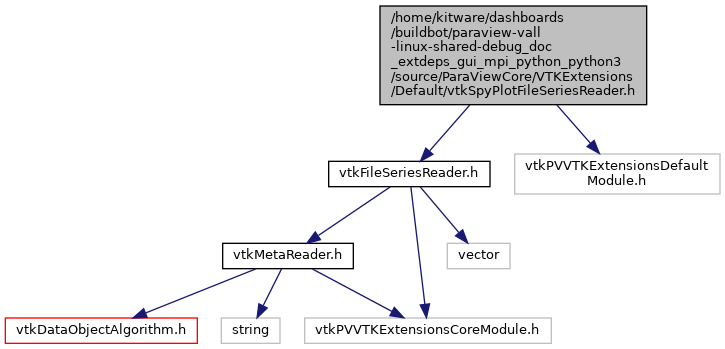 /home/kitware/dashboards
/buildbot/paraview-vall
-linux-shared-debug_doc
_extdeps_gui_mpi_python_python3
/source/ParaViewCore/VTKExtensions
/Default/vtkSpyPlotFileSeriesReader.h
vtkFileSeriesReader.h
vtkPVVTKExtensionsDefault
Module.h
vtkMetaReader.h
vector
vtkDataObjectAlgorithm.h
string
vtkPVVTKExtensionsCoreModule.h